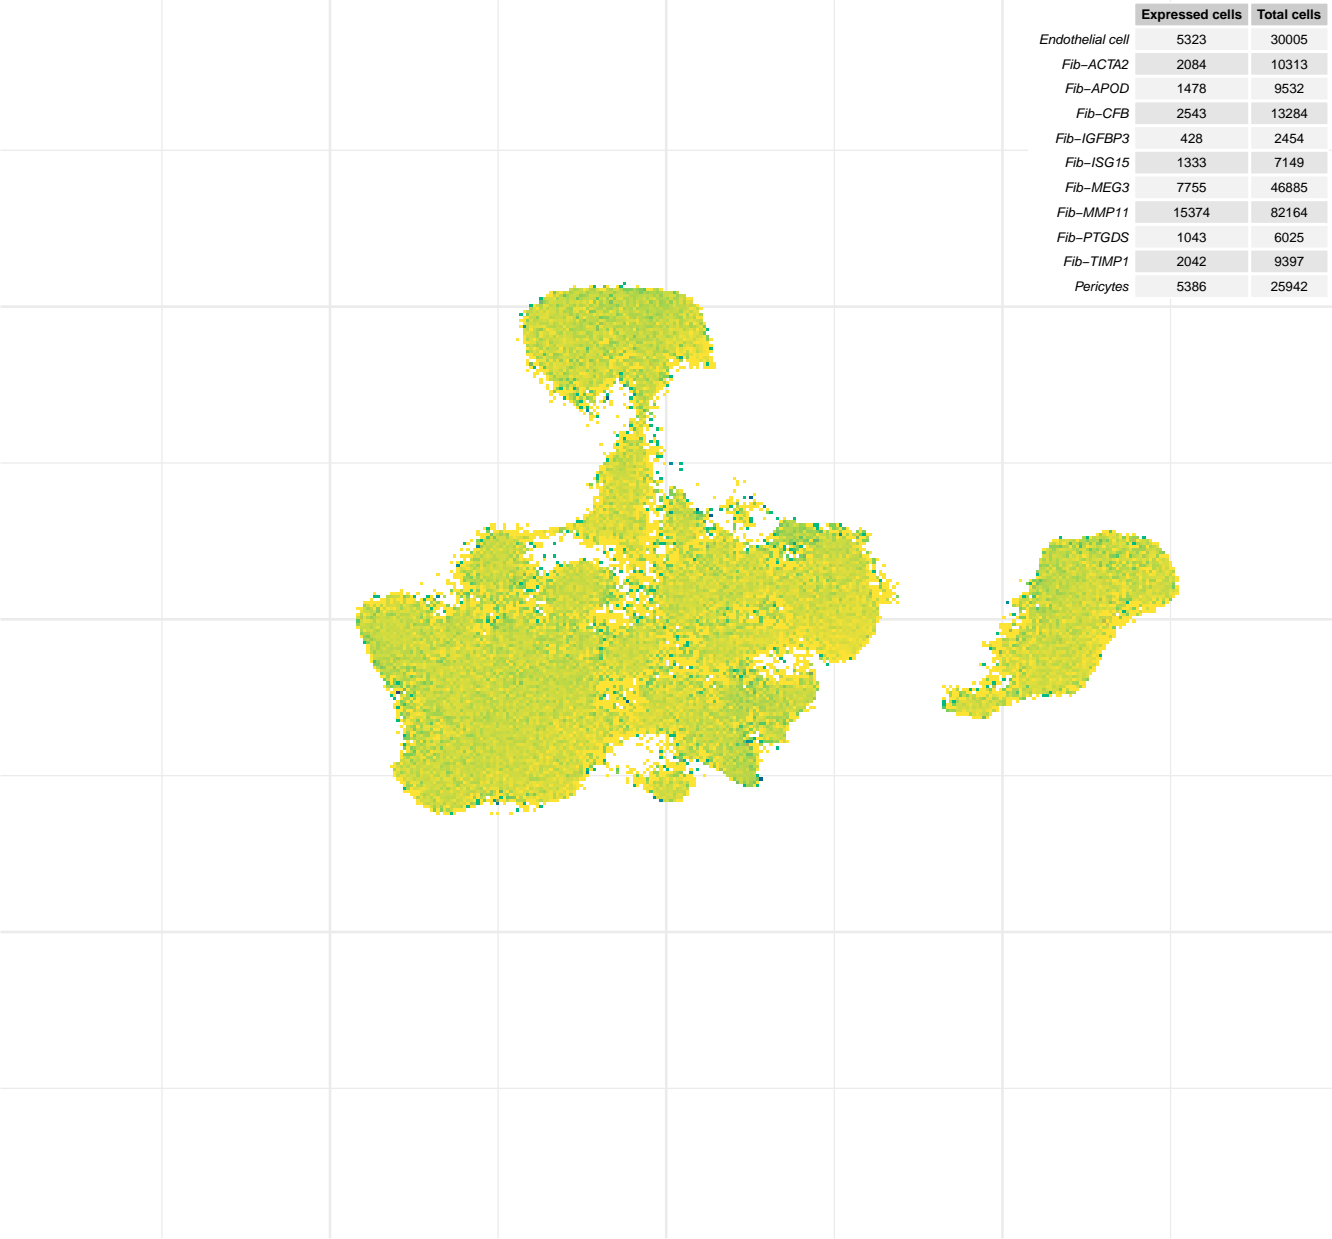 Expressed cells Total cells
Endothelial cell 5323 30005
Fib−ACTA2 2084 10313
Fib−APOD 1478 9532
Fib−CFB 2543 13284
Fib−IGFBP3 428 2454
Fib−ISG15 1333 7149
Fib−MEG3 7755 46885
Fib−MMP11 15374 82164
Fib−PTGDS 1043 6025
Fib−TIMP1 2042 9397
Pericytes 5386 25942